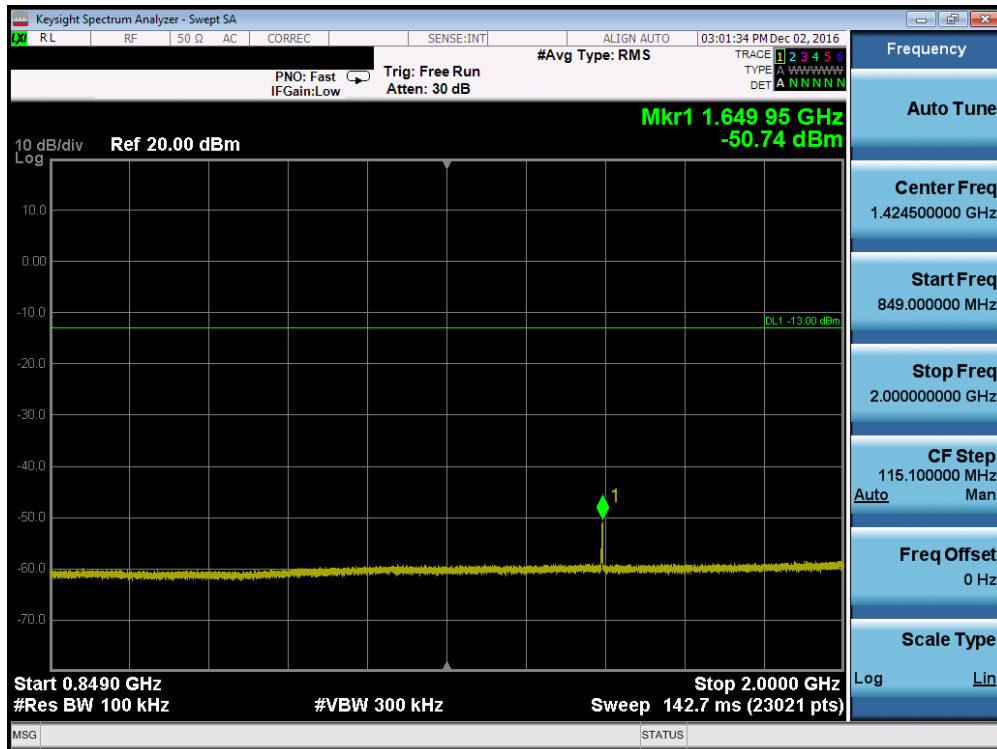 Keysight Spectrum Analyzer - Swept SA
LXI RL RF 50 Ω AC CORREC SENSE:INT ALIGN AUTO 03:01:34 PM Dec 02, 2016
#Avg Type: RMS TRACE 1 2 3 4 5 6
PNO: Fast Trig: Free Run TYPE A WWWWW
IFGain:Low Atten: 30 dB DET A N N N N N
Mkr1 1.649 95 GHz
-50.74 dBm
10 dB/div Ref 20.00 dBm
Log
10.0
0.00
-10.0
DL1 -13.00 dBm
-20.0
-30.0
-40.0
1
-50.0
-60.0
-70.0
Start 0.8490 GHz Stop 2.0000 GHz
#Res BW 100 kHz #VBW 300 kHz Sweep 142.7 ms (23021 pts)
MSG STATUS
Frequency
Auto Tune
Center Freq
1.424500000 GHz
Start Freq
849.000000 MHz
Stop Freq
2.000000000 GHz
CF Step
115.100000 MHz
Auto Man
Freq Offset
0 Hz
Scale Type
Log Lin